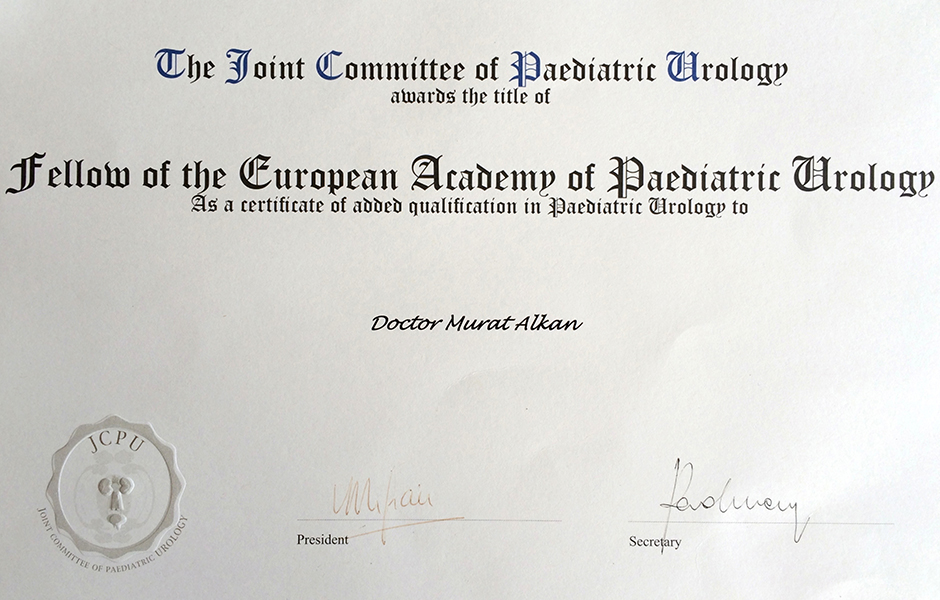 The Joint Committee of Paediatric Urology
awards the title of
Fellow of the European Academy of Paediatric Urology
As a certificate of added qualification in Paediatric Urology to
Doctor Murat Alkan
JCPU
JOINT COMMITTEE OF PAEDIATRIC UROLOGY
President
Secretary